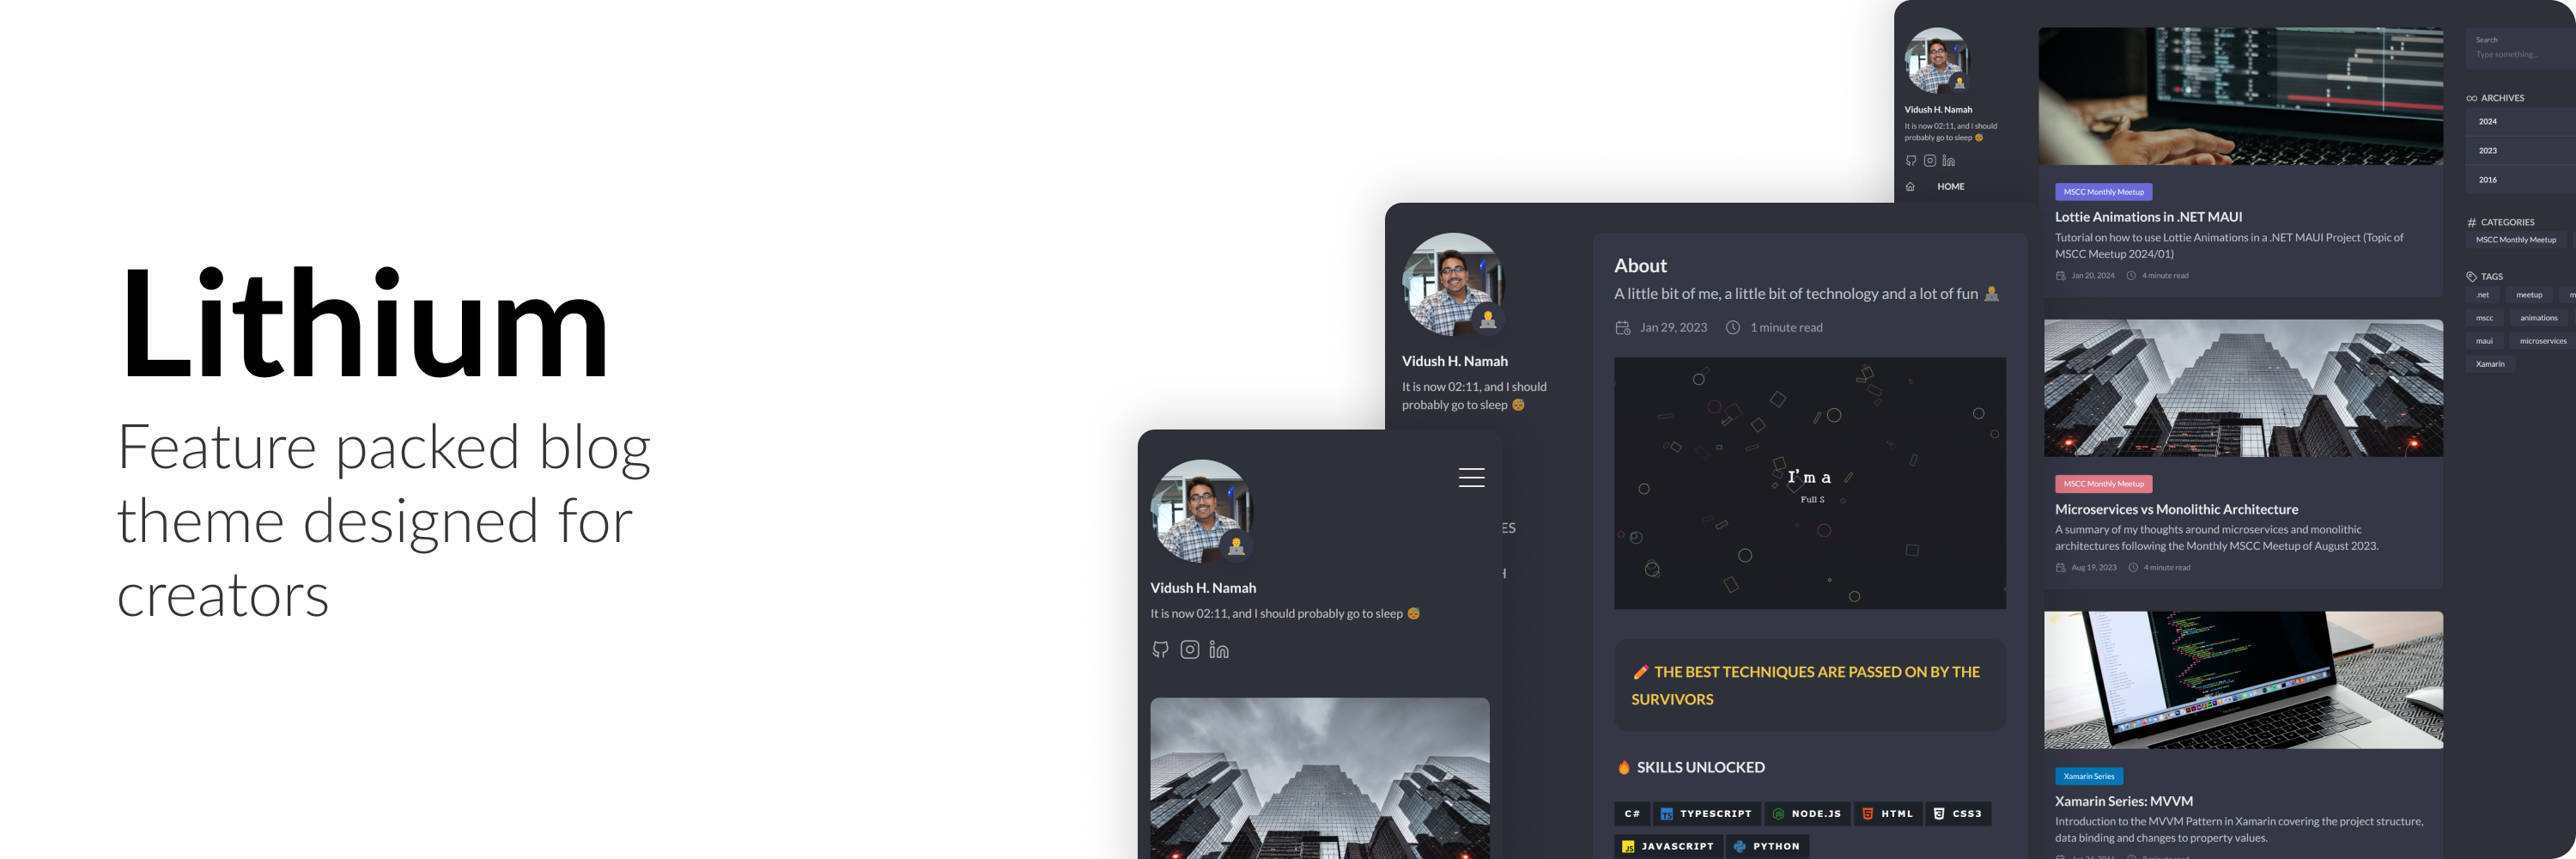 Lithium
Feature packed blog
theme designed for
creators
Vidush H. Namah
It is now 02:11, and I should probably go to sleep
Vidush H. Namah
It is now 02:11, and I should
probably go to sleep
ES
H
About
A little bit of me, a little bit of technology and a lot of fun
Jan 29, 2023 1 minute read
I'm a
Full S
THE BEST TECHNIQUES ARE PASSED ON BY THE
SURVIVORS
SKILLS UNLOCKED
C# TS TYPESCRIPT NODE.JS HTML CSS3
JS JAVASCRIPT PYTHON
Vidush H. Namah
It is now 02:11, and I should
probably go to sleep
HOME
MSCC Monthly Meetup
Lottie Animations in .NET MAUI
Tutorial on how to use Lottie Animations in a .NET MAUI Project (Topic of
MSCC Meetup 2024/01)
Jan 20, 2024 4 minute read
MSCC Monthly Meetup
Microservices vs Monolithic Architecture
A summary of my thoughts around microservices and monolithic
architectures following the Monthly MSCC Meetup of August 2023.
Aug 19, 2023 4 minute read
Xamarin Series
Xamarin Series: MVVM
Introduction to the MVVM Pattern in Xamarin covering the project structure,
data binding and changes to property values.
Search
Type something...
ARCHIVES
2024
2023
2016
CATEGORIES
MSCC Monthly Meetup
TAGS
.net meetup m
mscc animations
maui microservices
Xamarin